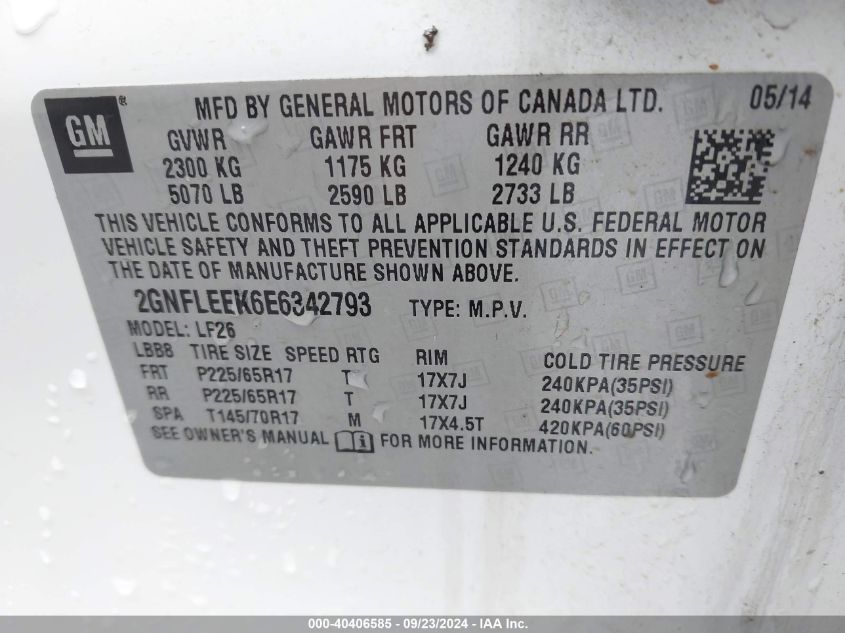 GM ®
MFD BY GENERAL MOTORS OF CANADA LTD. 05/14
GVWR GAWR FRT GAWR RR
2300 KG 1175 KG 1240 KG
5070 LB 2590 LB 2733 LB
THIS VEHICLE CONFORMS TO ALL APPLICABLE U.S. FEDERAL MOTOR
VEHICLE SAFETY AND THEFT PREVENTION STANDARDS IN EFFECT ON
THE DATE OF MANUFACTURE SHOWN ABOVE.
2GNFLEEK6E6342793 TYPE: M.P.V.
MODEL: LF26
LBB8 TIRE SIZE SPEED RTG RIM COLD TIRE PRESSURE
FRT P225/65R17 T 17X7J 240KPA(35PSI)
RR P225/65R17 T 17X7J 240KPA(35PSI)
SPA T145/70R17 M 17X4.5T 420KPA(60PSI)
SEE OWNER'S MANUAL i FOR MORE INFORMATION.
000-40406585 - 09/23/2024 - IAA Inc.